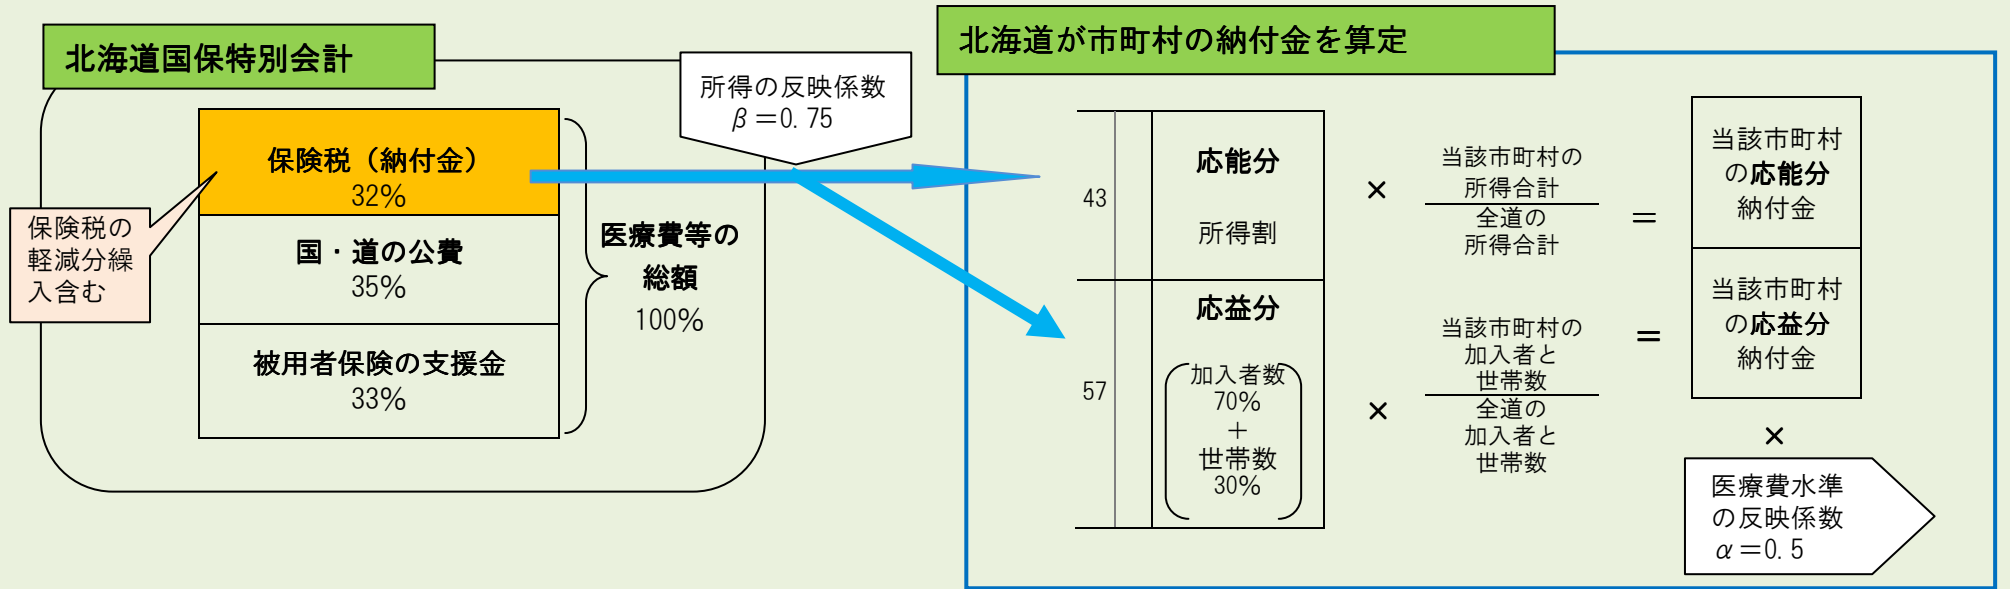 北海道国保特別会計
保険税（納付金）
32%
国・道の公費
35%
被用者保険の支援金
33%
保険税の
軽減分繰
入含む
医療費等の
総額
100%
所得の反映係数
β＝0.75
北海道が市町村の納付金を算定
43
応能分
所得割
×
当該市町村の
所得合計
全道の
所得合計
＝
当該市町村
の応能分
納付金
57
応益分
加入者数
70%
＋
世帯数
30%
×
当該市町村の
加入者と
世帯数
全道の
加入者と
世帯数
＝
当該市町村
の応益分
納付金
×
医療費水準
の反映係数
α＝0.5